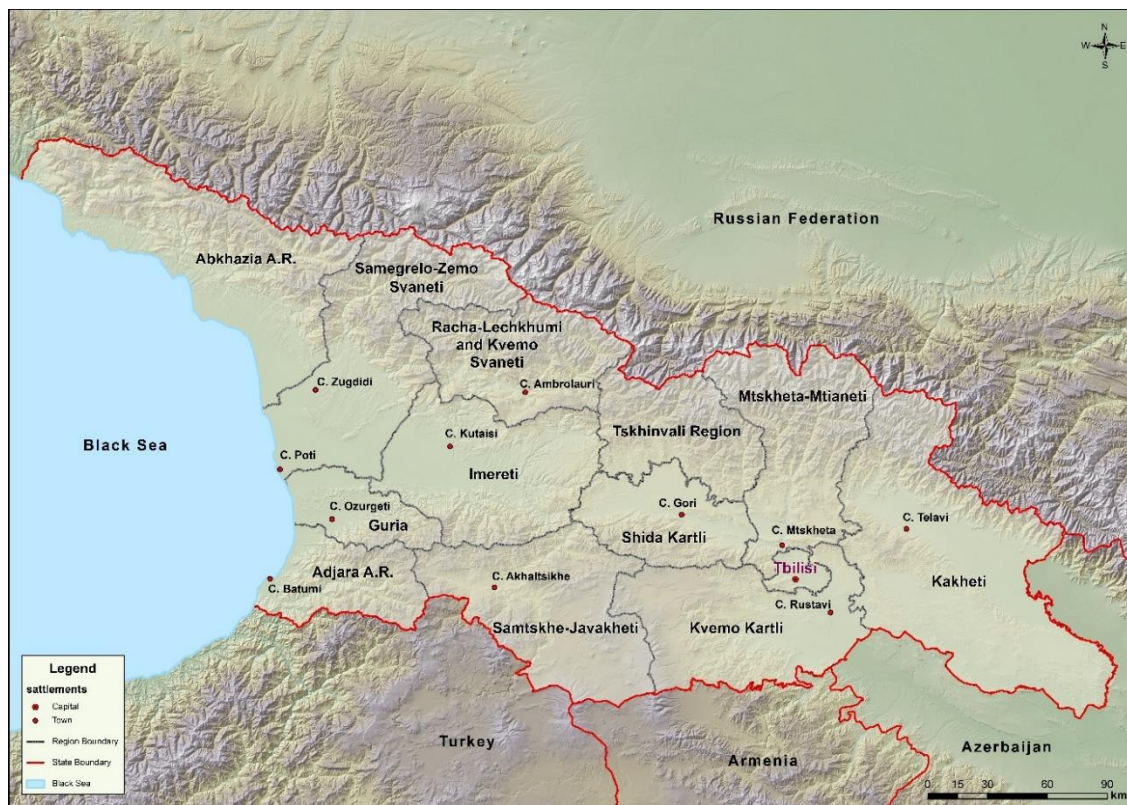 N
W E
S
Russian Federation
Abkhazia A.R.
Samegrelo-Zemo
Svaneti
Racha-Lechkhumi
and Kvemo
Svaneti
C. Zugdidi
C. Ambrolauri
Mtskheta-Mtianeti
Tskhinvali Region
Black Sea
C. Kutaisi
C. Poti
Imereti
C. Ozurgeti
Guria
C. Gori
Shida Kartli
C. Mtskheta
C. Telavi
Tbilisi
Adjara A.R.
C. Batumi
C. Akhaltsikhe
Kakheti
C. Rustavi
Samtskhe-Javakheti
Kvemo Kartli
Legend
sattlements
Capital
Town
Region Boundary
State Boundary
Black Sea
Turkey
Armenia
Azerbaijan
0 15 30 60 90
km